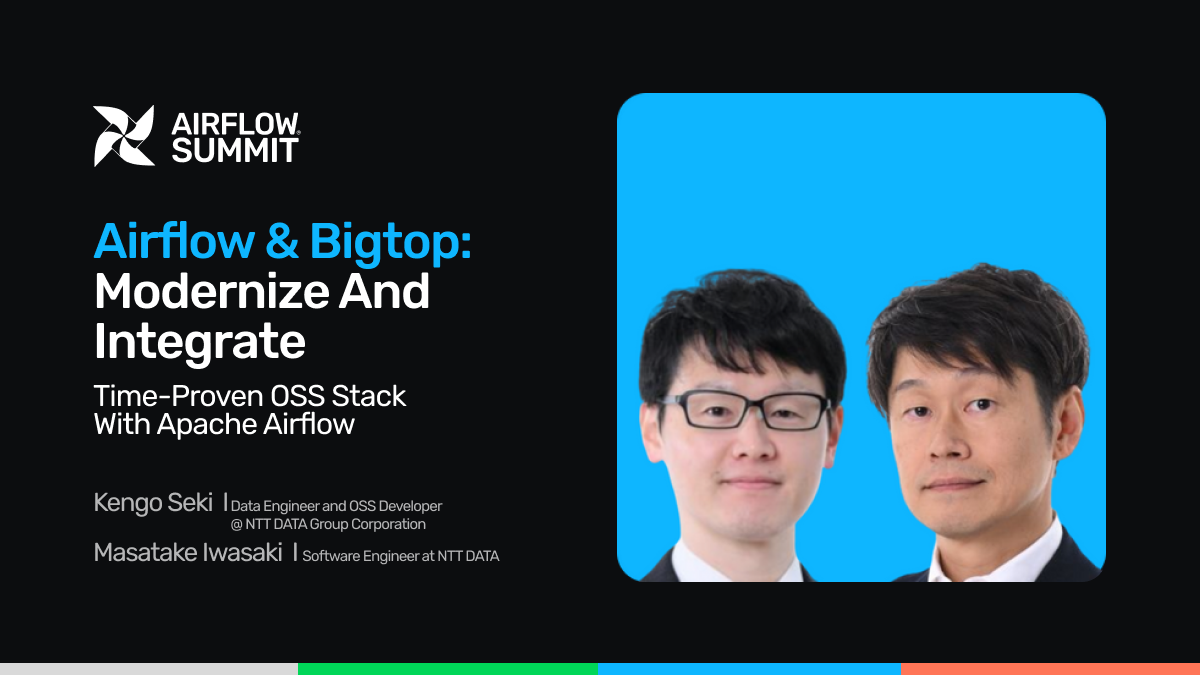 AIRFLOW
SUMMIT®
Airflow & Bigtop:
Modernize And
Integrate
Time-Proven OSS Stack
With Apache Airflow
Kengo Seki | Data Engineer and OSS Developer
@ NTT DATA Group Corporation
Masatake Iwasaki | Software Engineer at NTT DATA